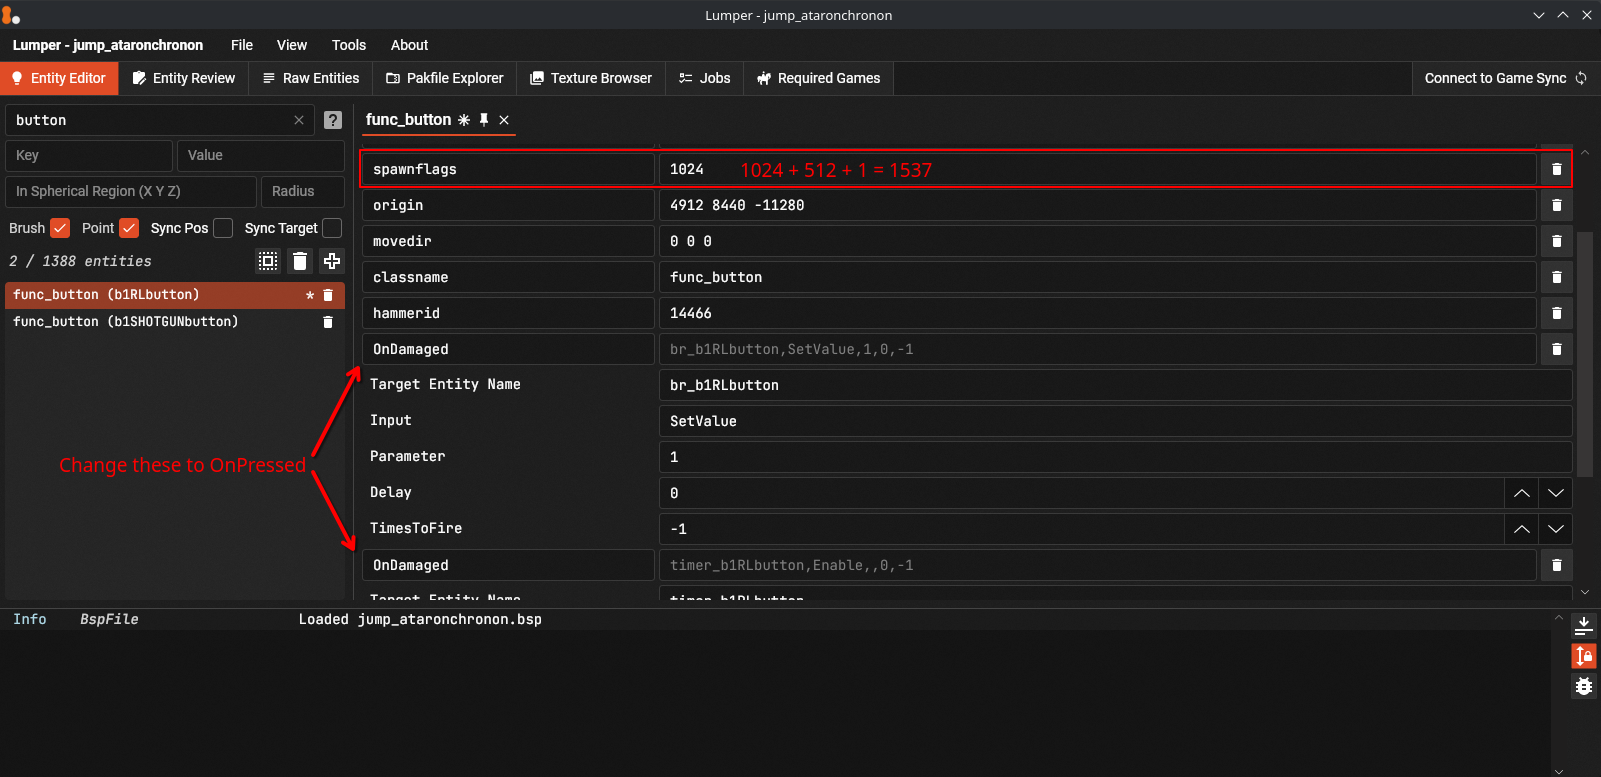 Lumper - jump_ataronchronon
Lumper - jump_ataronchronon File View Tools About
Entity Editor Entity Review Raw Entities Pakfile Explorer Texture Browser Jobs Required Games Connect to Game Sync
button ?
func_button
Key Value
In Spherical Region (X Y Z) Radius
Brush Point Sync Pos Sync Target
2 / 1388 entities
func_button (b1RLbutton) *
func_button (b1SHOTGUNbutton)
spawnflags 1024 1024 + 512 + 1 = 1537
origin 4912 8440 -11280
movedir 0 0 0
classname func_button
hammerid 14466
OnDamaged br_b1RLbutton,SetValue,1,0,-1
Target Entity Name br_b1RLbutton
Input SetValue
Change these to OnPressed
Parameter 1
Delay 0
TimesToFire -1
OnDamaged timer_b1RLbutton,Enable,,0,-1
Target Entity Name timer_b1RLbutton
Info BspFile Loaded jump_ataronchronon.bsp